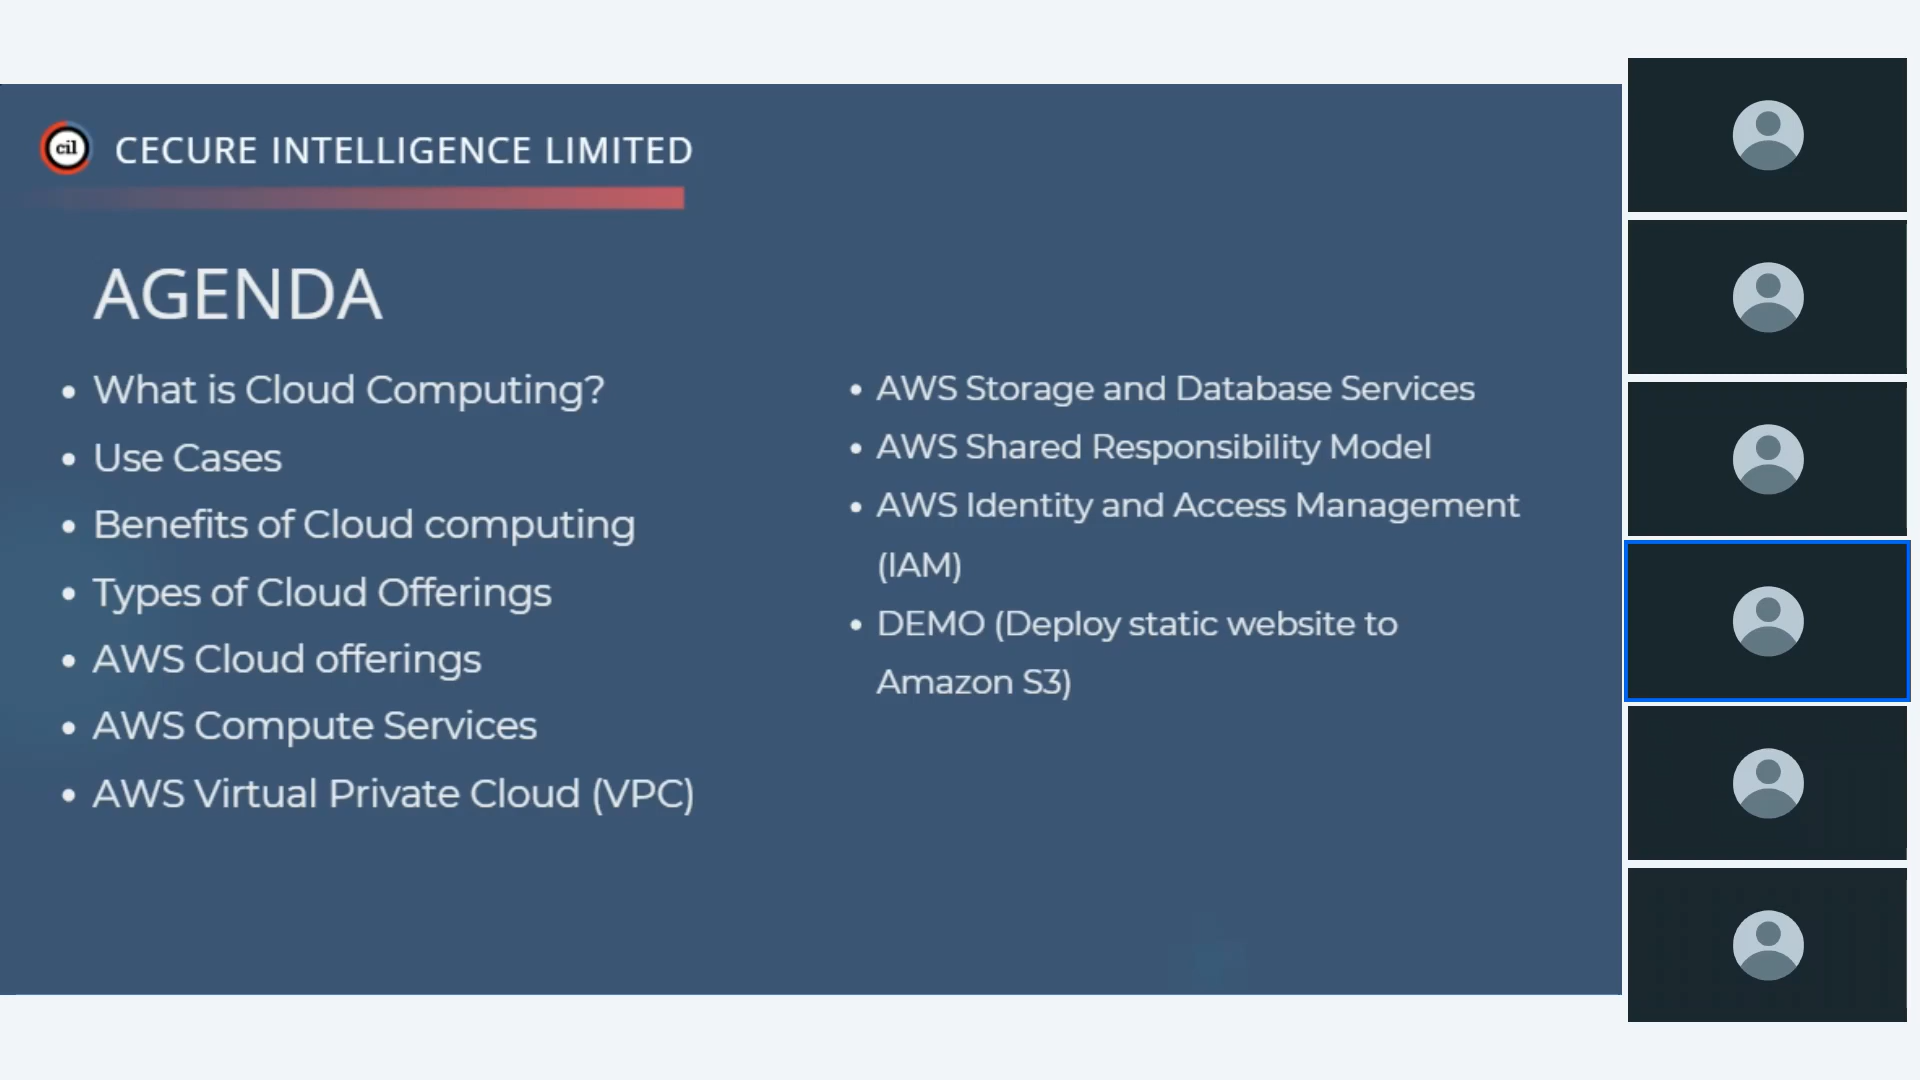 cil
CECURE INTELLIGENCE LIMITED
AGENDA
• What is Cloud Computing?
• Use Cases
• Benefits of Cloud computing
• Types of Cloud Offerings
• AWS Cloud offerings
• AWS Compute Services
• AWS Virtual Private Cloud (VPC)
• AWS Storage and Database Services
• AWS Shared Responsibility Model
• AWS Identity and Access Management
(IAM)
• DEMO (Deploy static website to
Amazon S3)